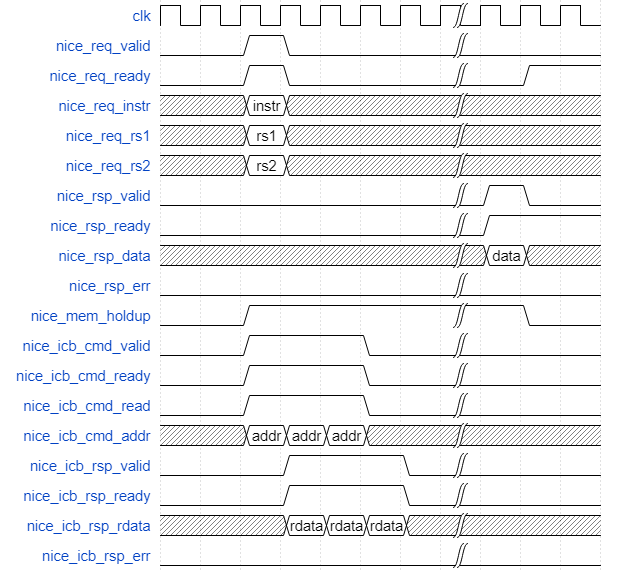 clk
nice_req_valid
nice_req_ready
nice_req_instr instr
nice_req_rs1 rs1
nice_req_rs2 rs2
nice_rsp_valid
nice_rsp_ready
nice_rsp_data data
nice_rsp_err
nice_mem_holdup
nice_icb_cmd_valid
nice_icb_cmd_ready
nice_icb_cmd_read
nice_icb_cmd_addr addr addr addr
nice_icb_rsp_valid
nice_icb_rsp_ready
nice_icb_rsp_rdata rdata rdata rdata
nice_icb_rsp_err